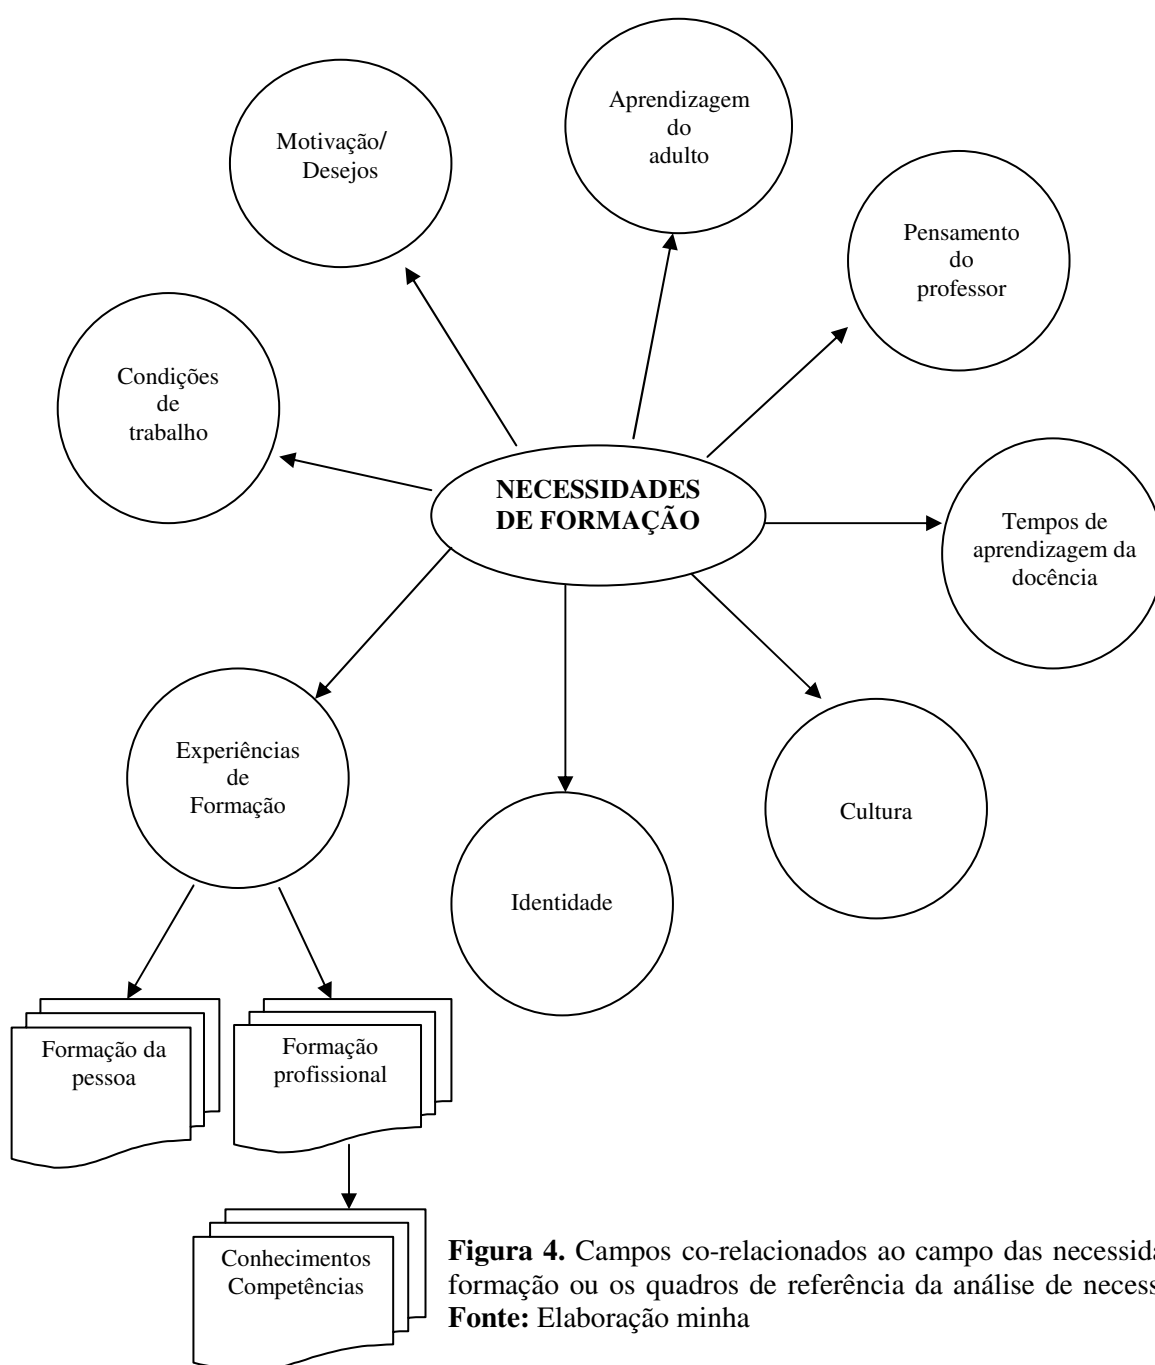 Aprendizagem
do
adulto
Motivação/
Desejos
Pensamento
do
professor
Condições
de
trabalho
NECESSIDADES
DE FORMAÇÃO
Tempos de
aprendizagem da
docência
Experiências
de
Formação
Cultura
Identidade
Formação da
pessoa
Formação
profissional
Conhecimentos
Competências
Figura 4. Campos co-relacionados ao campo das
formação ou os quadros de referência da análise de
Fonte: Elaboração minha